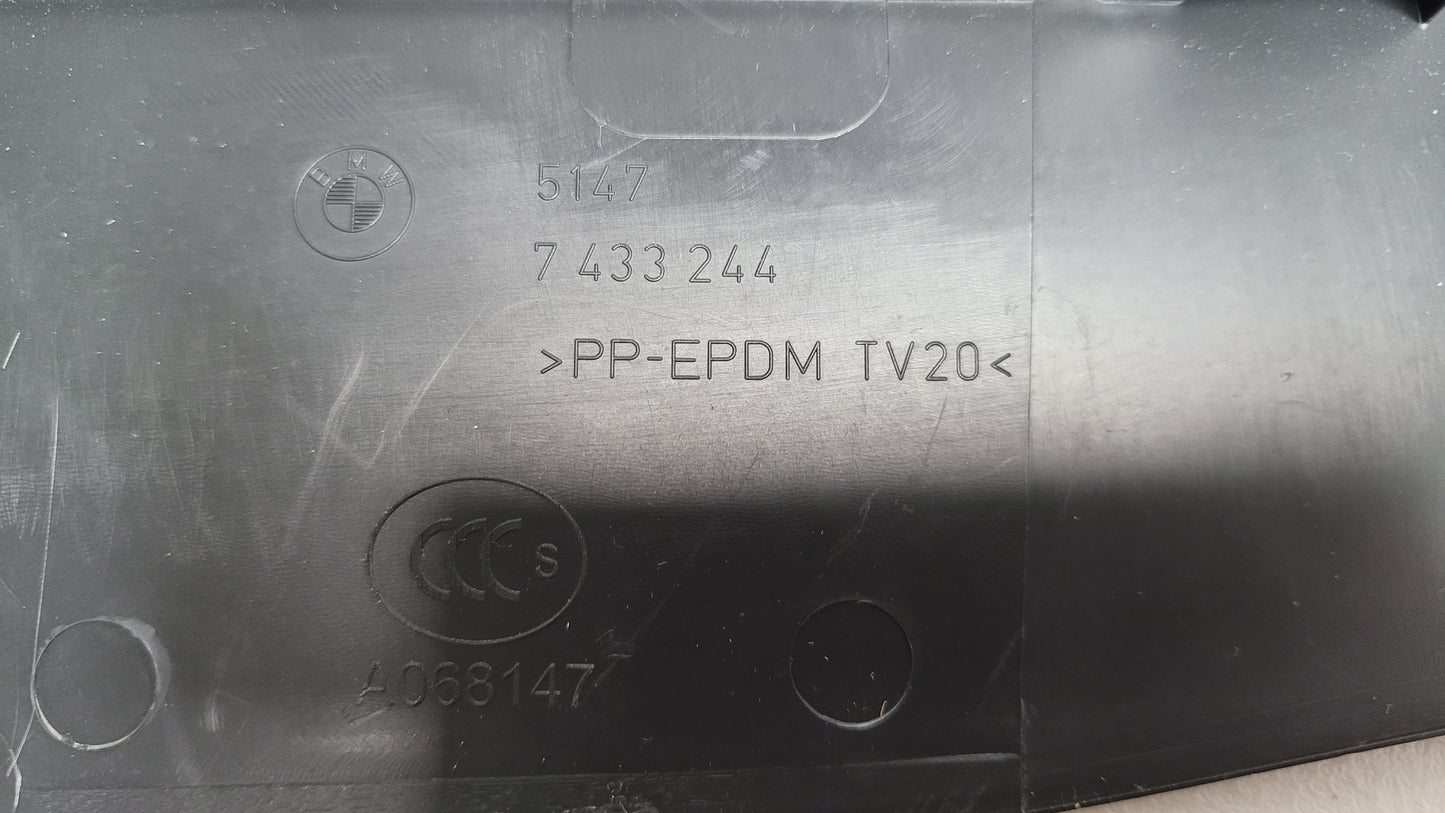 BMW
5147
7 433 244
>PP-EPDM TV20<
CCC S
A068147